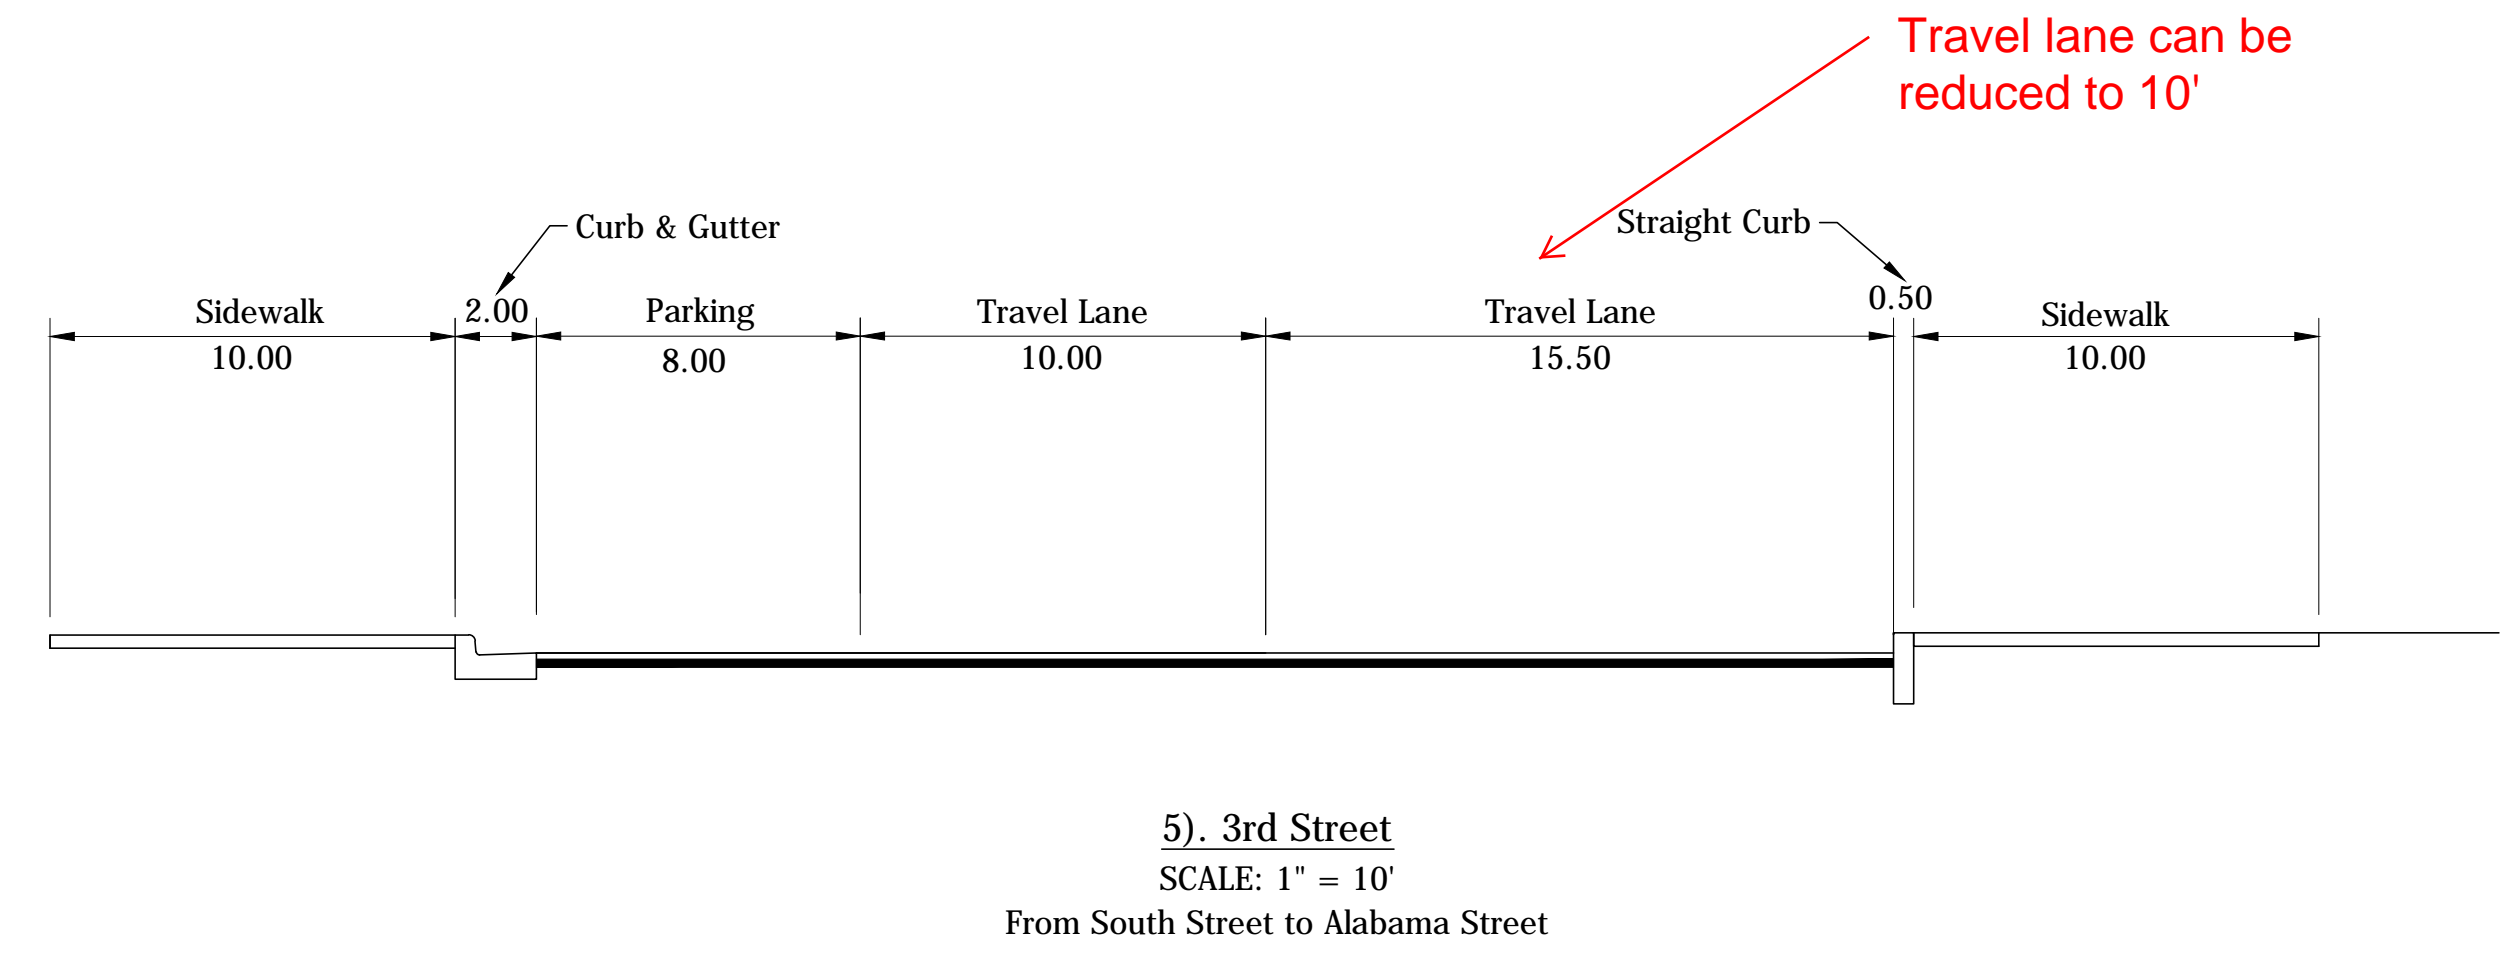 Travel lane can be
reduced to 10'
Curb & Gutter
Straight Curb
Sidewalk
2.00
Parking
Travel Lane
Travel Lane
0.50
Sidewalk
10.00
8.00
10.00
15.50
10.00
5). 3rd Street
SCALE: 1" = 10'
From South Street to Alabama Street